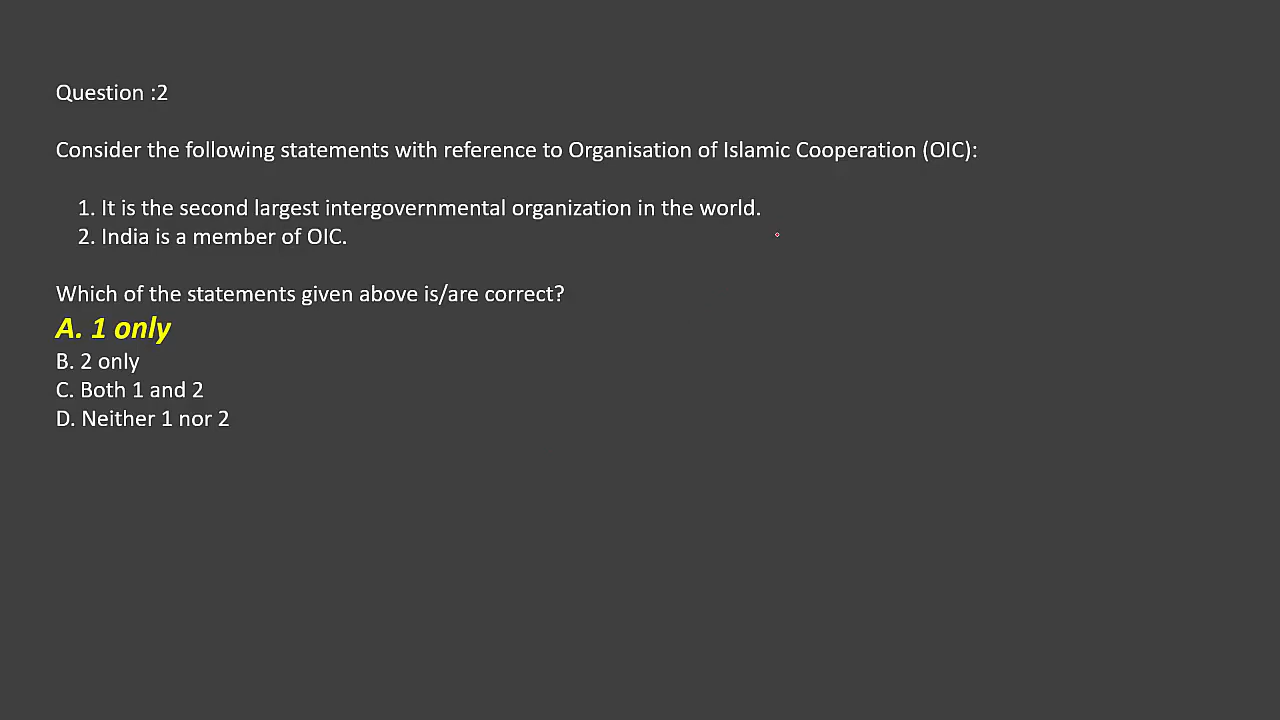 Question :2
Consider the following statements with reference to Organisation of Islamic Cooperation (OIC):
1. It is the second largest intergovernmental organization in the world.
2. India is a member of OIC.
Which of the statements given above is/are correct?
A. 1 only
B. 2 only
C. Both 1 and 2
D. Neither 1 nor 2